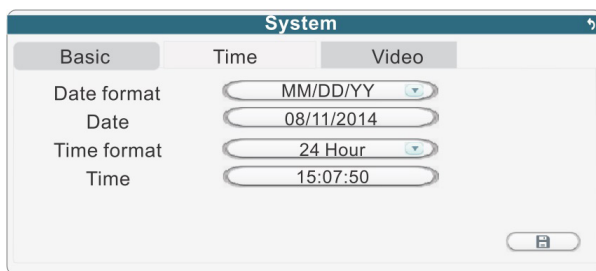 System
Basic Time Video
Date format MM/DD/YY
Date 08/11/2014
Time format 24 Hour
Time 15:07:50